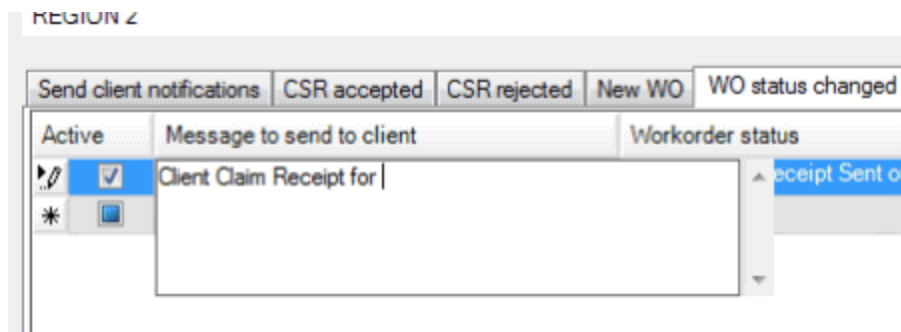 REGION 2
Send client notifications CSR accepted CSR rejected New WO WO status changed
Active Message to send to client Workorder status
Client Claim Receipt for eceipt Sent o